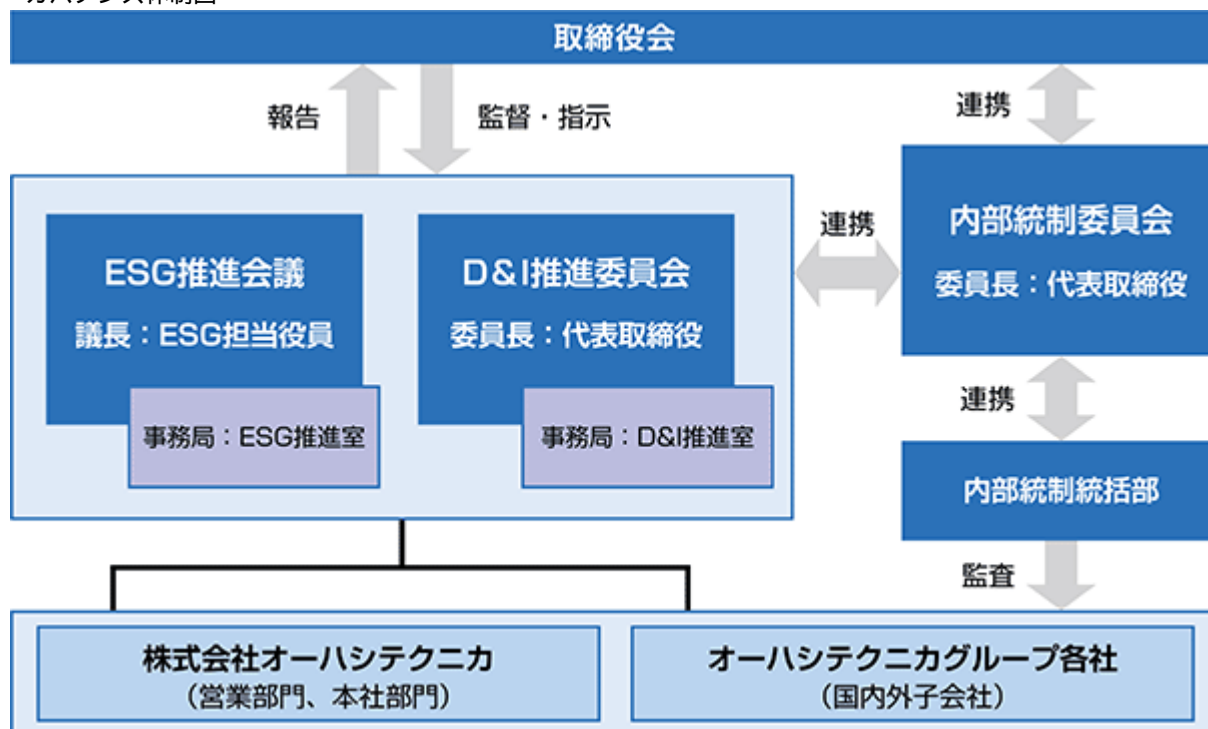 取締役会
報告
監督・指示
連携
ESG推進会議
議長：ESG担当役員
事務局：ESG推進室
D&I推進委員会
委員長：代表取締役
事務局：D&I推進室
連携
内部統制委員会
委員長：代表取締役
連携
内部統制統括部
監査
株式会社オーハシテクニカ
（営業部門、本社部門）
オーハシテクニカグループ各社
（国内外子会社）